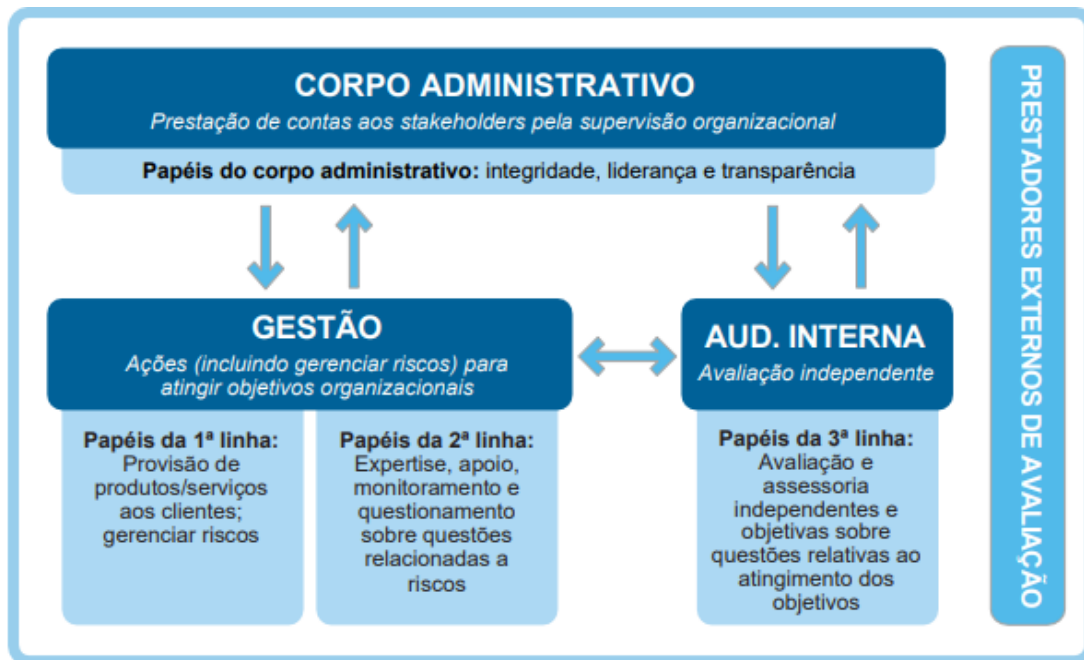 CORPO ADMINISTRATIVO
Prestação de contas aos stakeholders pela supervisão organizacional
Papéis do corpo administrativo: integridade, liderança e transparência
GESTÃO
Ações (incluindo gerenciar riscos) para
atingir objetivos organizacionais
Papéis da 1ª linha:
Provisão de
produtos/serviços
aos clientes;
gerenciar riscos
Papéis da 2ª linha:
Expertise, apoio,
monitoramento e
questionamento
sobre questões
relacionadas a
riscos
AUD. INTERNA
Avaliação independente
Papéis da 3ª linha:
Avaliação e
assessoria
independentes e
objetivas sobre
questões relativas ao
atingimento dos
objetivos
PRESTADORES EXTERNOS DE AVALIAÇÃO